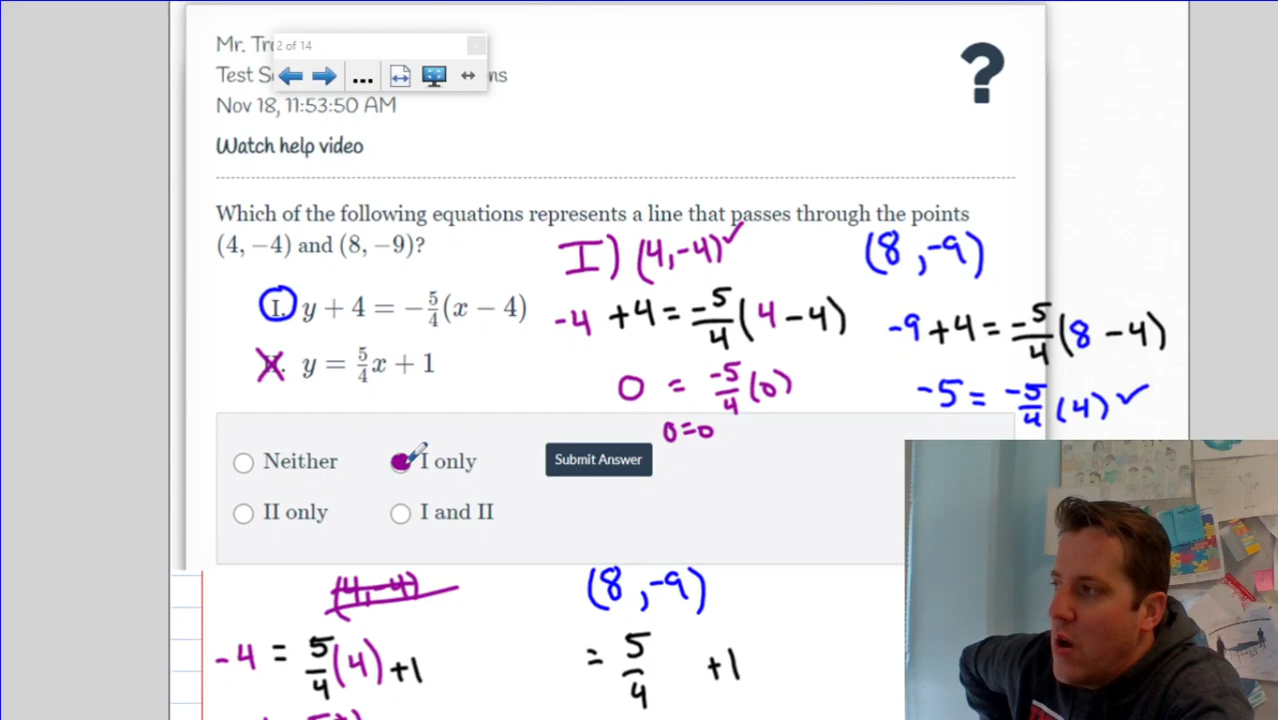 Mr. Tr
2 of 14
Test S ns
Nov 18, 11:53:50 AM
?
Watch help video
Which of the following equations represents a line that passes through the points
(4, −4) and (8, −9)?
I) (4,-4)✓
(8,-9)
I. y + 4 = −5/4(x − 4)
-4 +4 = -5/4(4-4)
-9+4 = -5/4(8-4)
y = 5/4x + 1
0 = -5/4(0)
-5 = -5/4(4)✓
0=0
Neither
I only
Submit Answer
II only
I and II
(4,-4)
(8,-9)
-4 = 5/4(4)+1
= 5/4 +1